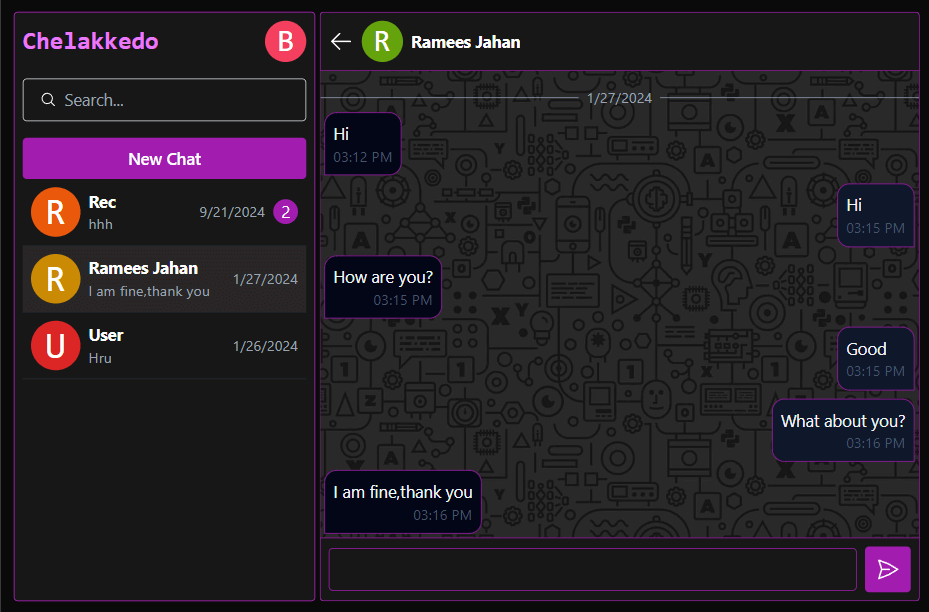 Chelakkedo
B
Search...
New Chat
R
Rec
hhh
9/21/2024
2
R
Ramees Jahan
I am fine,thank you
1/27/2024
U
User
Hru
1/26/2024
R
Ramees Jahan
1/27/2024
Hi
03:12 PM
Hi
03:15 PM
How are you?
03:15 PM
Good
03:15 PM
What about you?
03:16 PM
I am fine,thank you
03:16 PM